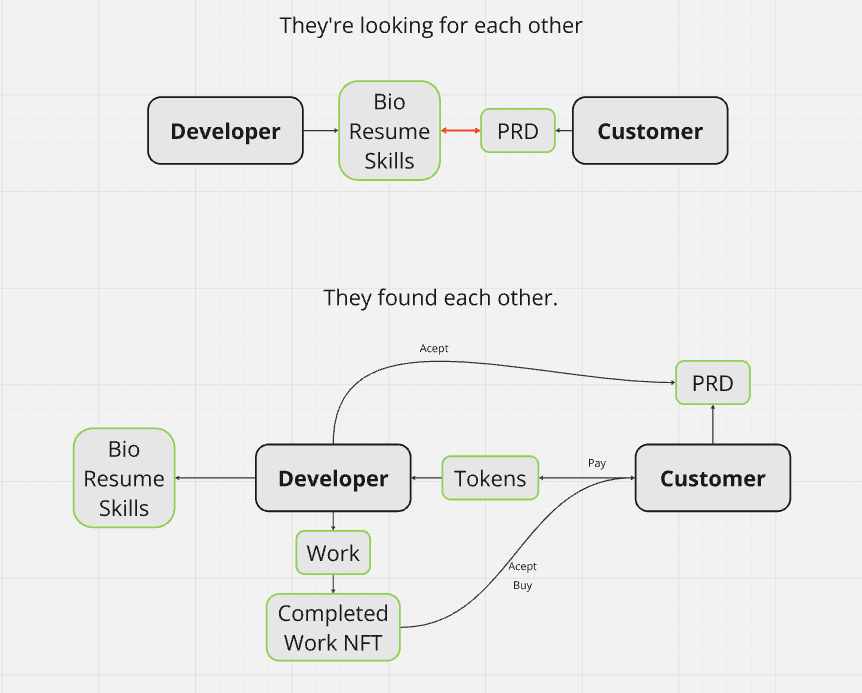 They're looking for each other
Developer
Bio
Resume
Skills
PRD
Customer
They found each other.
Acept
PRD
Bio
Resume
Skills
Developer
Tokens
Pay
Customer
Work
Acept
Buy
Completed
Work NFT